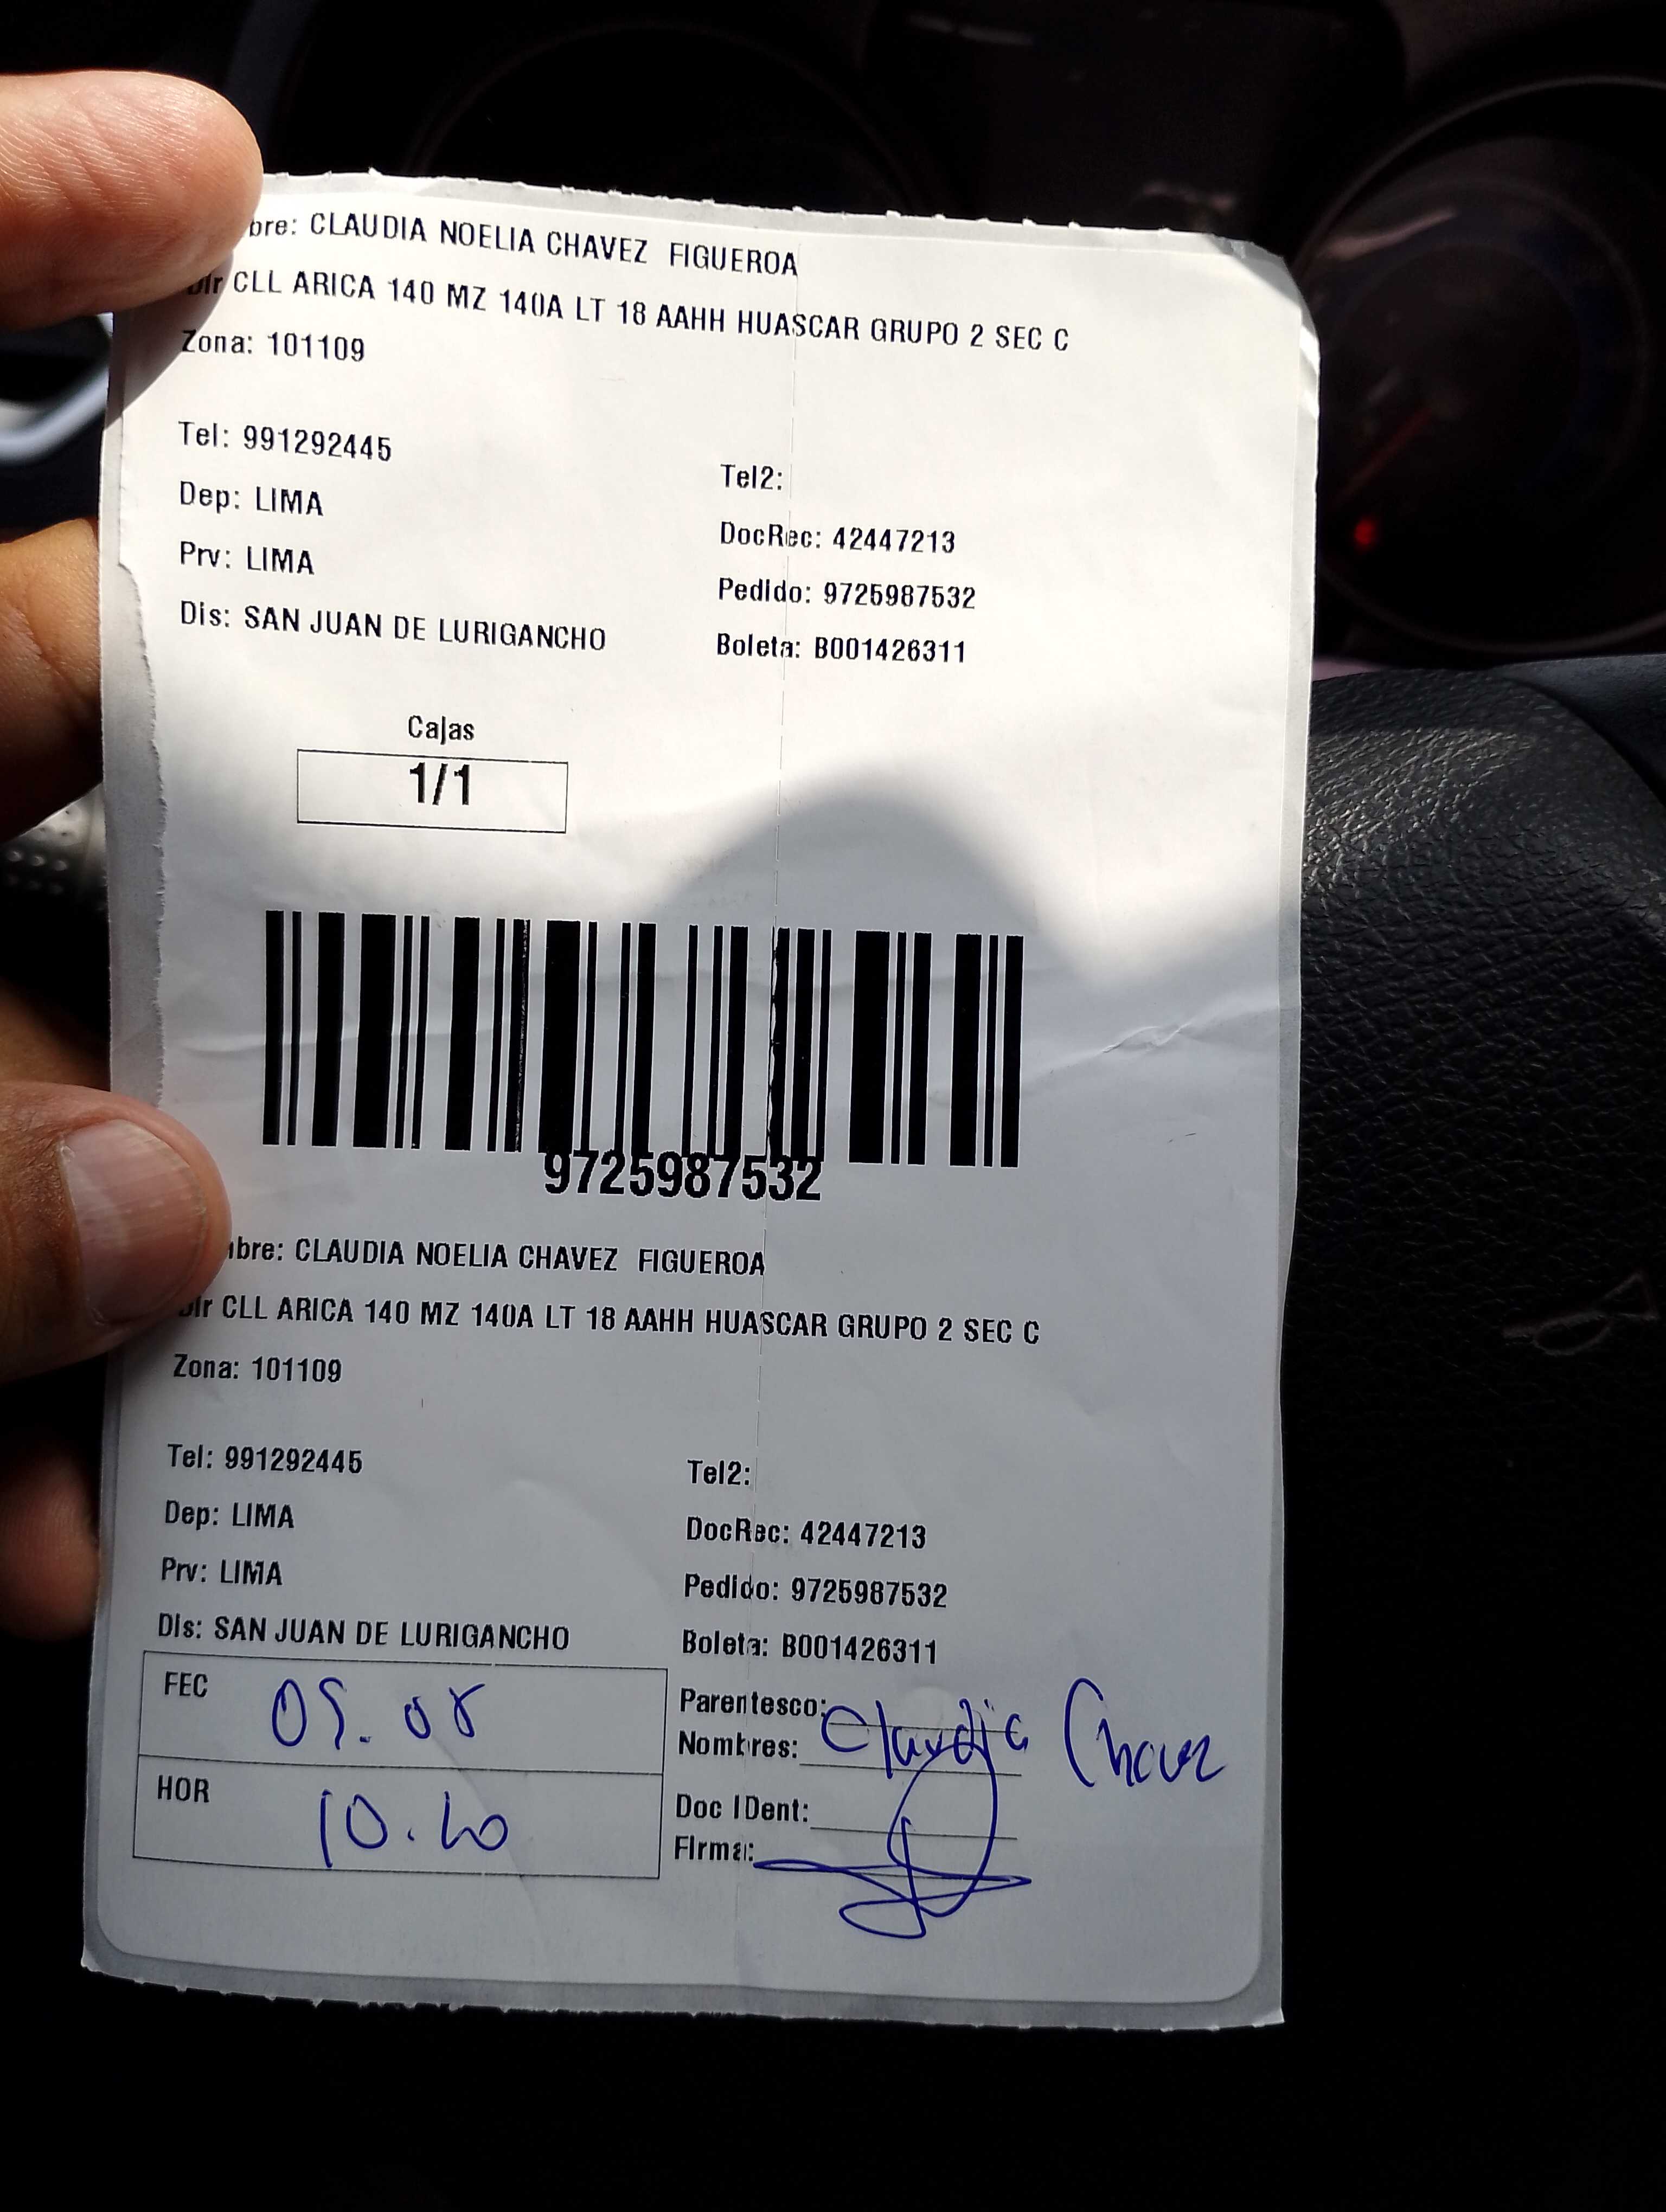 bre: CLAUDIA NOELIA CHAVEZ FIGUEROA
Dir CLL ARICA 140 MZ 140A LT 18 AAHH HUASCAR GRUPO 2 SEC C
Zona: 101109
Tel: 991292445
Tel2:
Dep: LIMA
DocRec: 42447213
Prv: LIMA
Pedido: 9725987532
Dis: SAN JUAN DE LURIGANCHO
Boleta: B001426311
Cajas
1/1
9725987532
bre: CLAUDIA NOELIA CHAVEZ FIGUEROA
Dir CLL ARICA 140 MZ 140A LT 18 AAHH HUASCAR GRUPO 2 SEC C
Zona: 101109
Tel: 991292445
Tel2:
Dep: LIMA
DocRec: 42447213
Prv: LIMA
Pedido: 9725987532
Dis: SAN JUAN DE LURIGANCHO
Boleta: B001426311
FEC 05.08
Parentesco:
Nombres: Claudia Chavez
HOR 10.40
Doc IDent:
Firma: